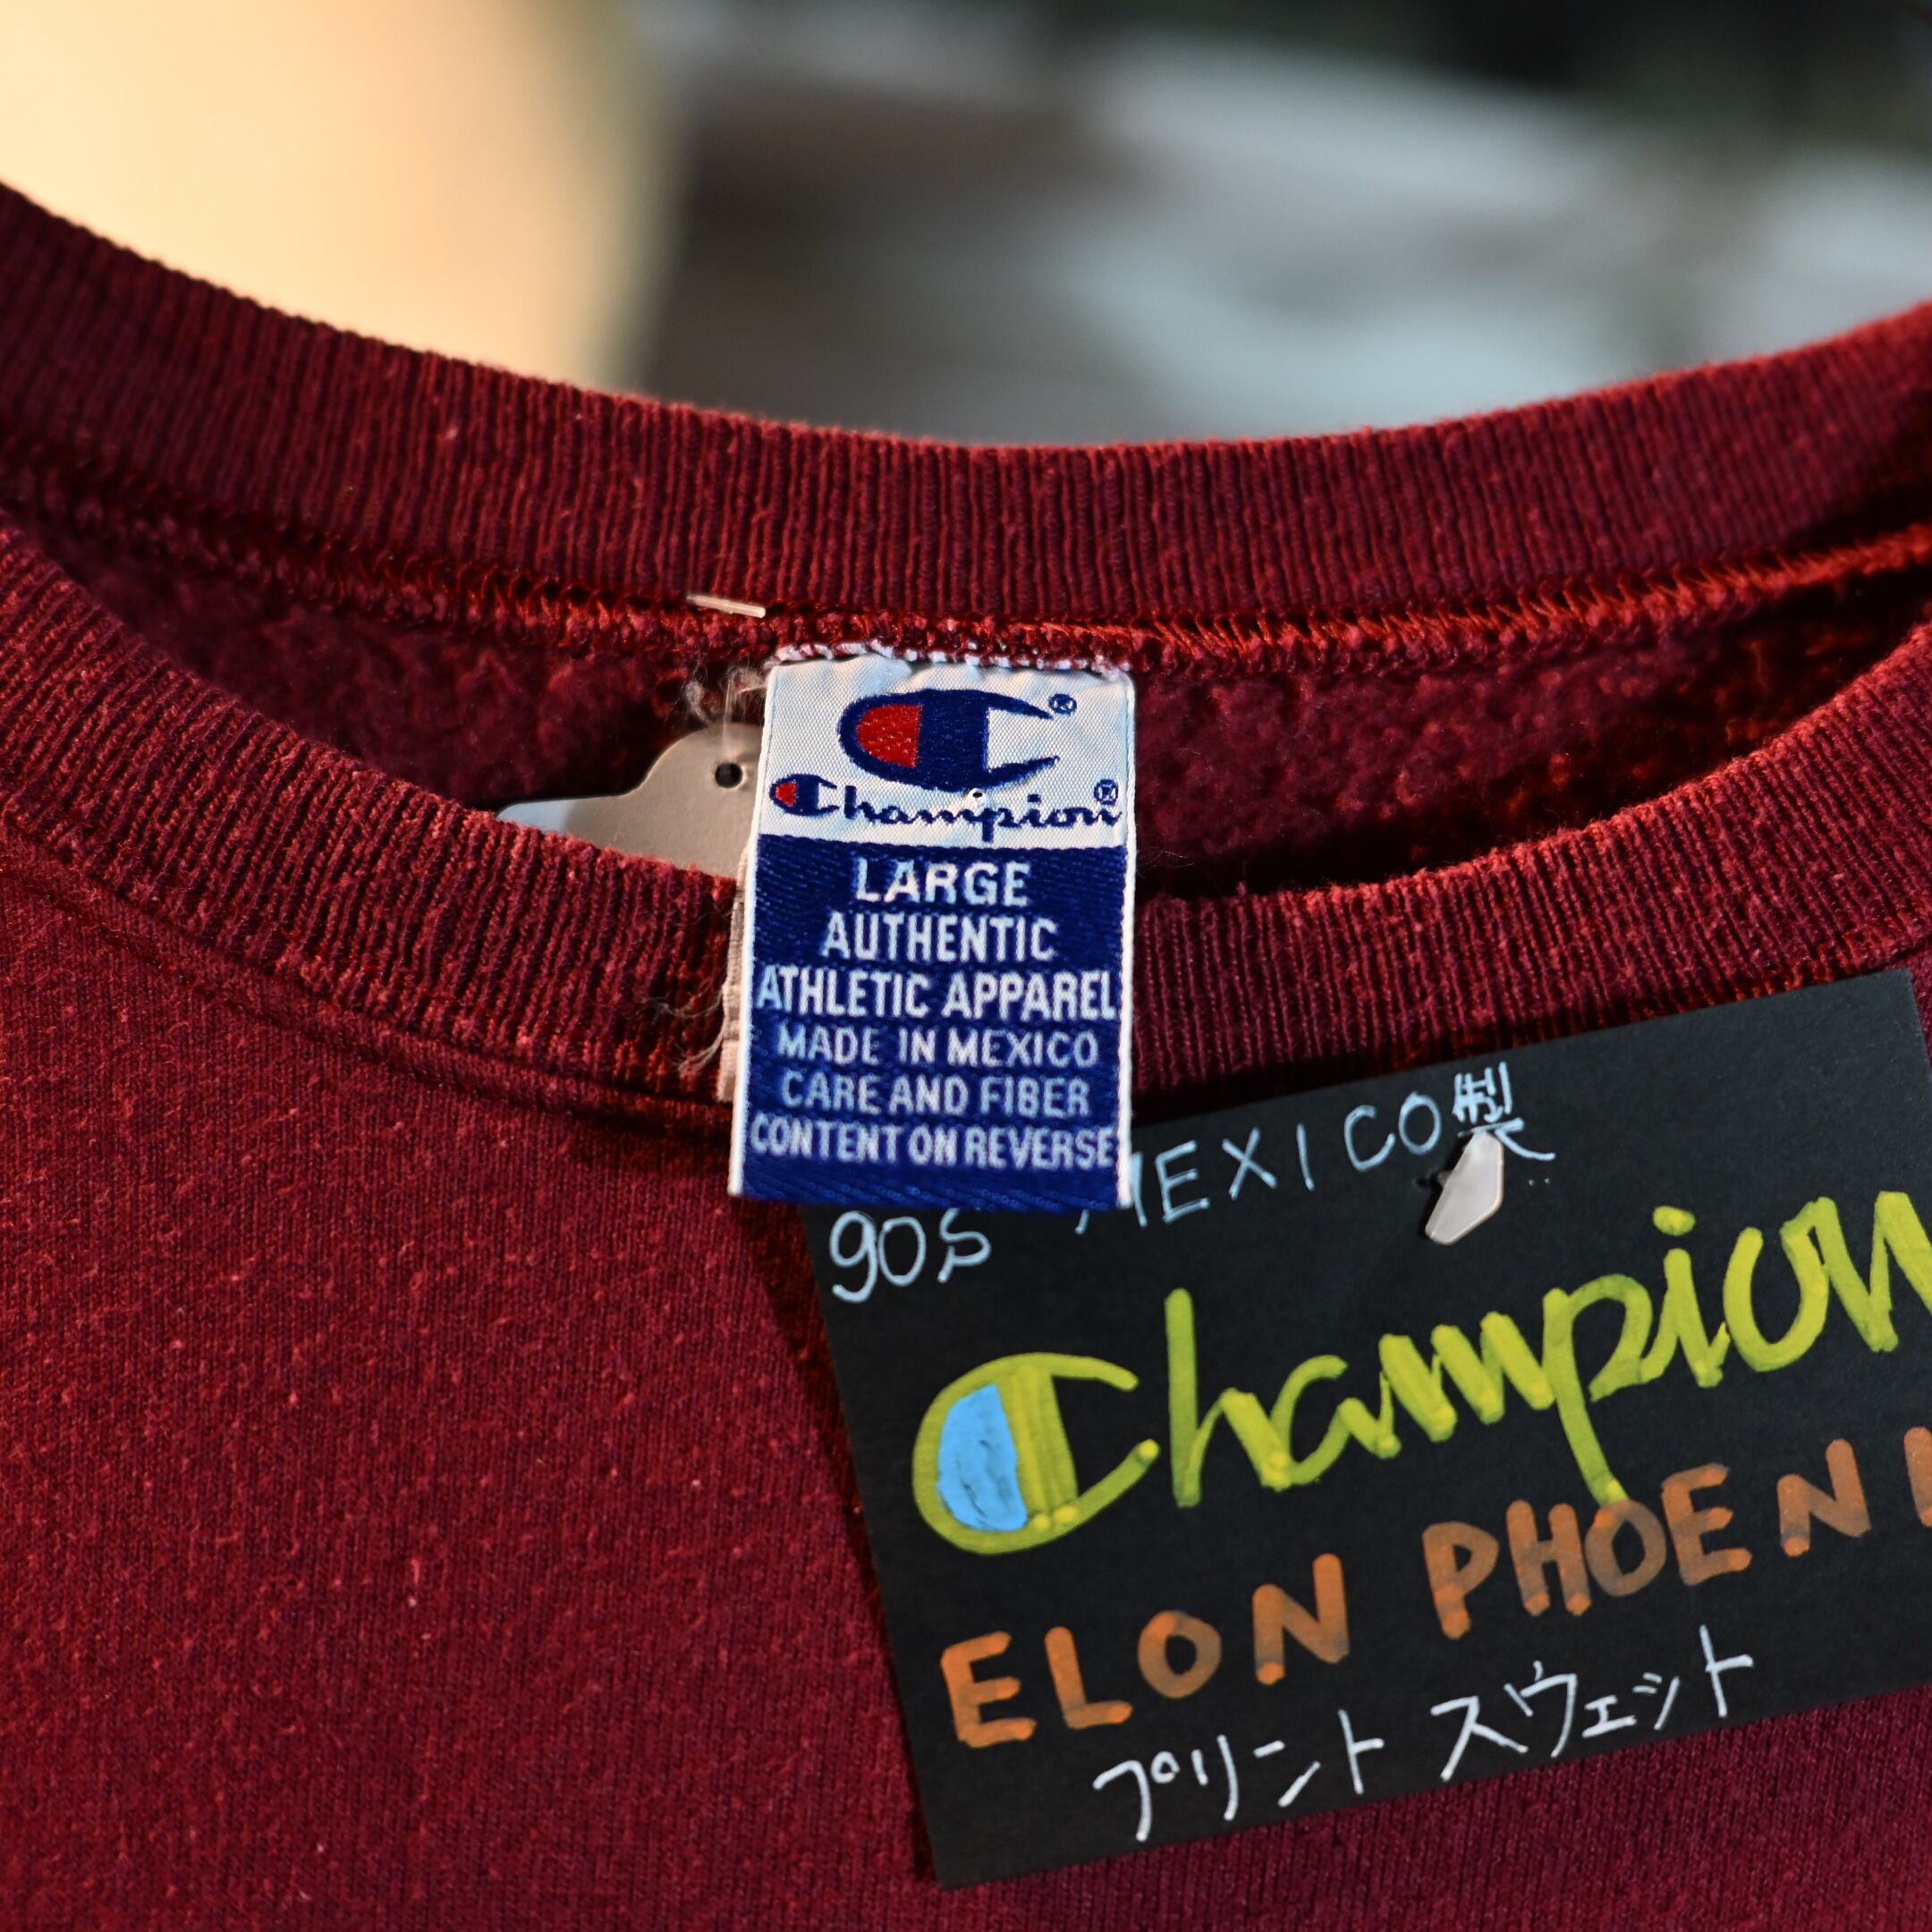 Champion
LARGE
AUTHENTIC
ATHLETIC APPAREL
MADE IN MEXICO
CARE AND FIBER
CONTENT ON REVERSE
90S MEXICO製
Champion
ELON PHOENI
プリント スウェット